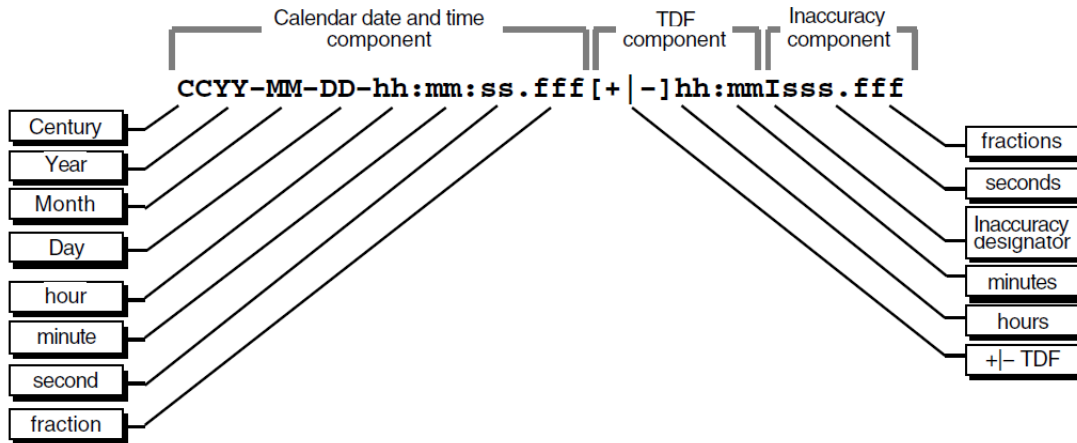 Calendar date and time
component
TDF
component
Inaccuracy
component
CCYY-MM-DD-hh:mm:ss.fff[+|-]hh:mmIsss.fff
Century
Year
Month
Day
hour
minute
second
fraction
fractions
seconds
Inaccuracy
designator
minutes
hours
+|– TDF